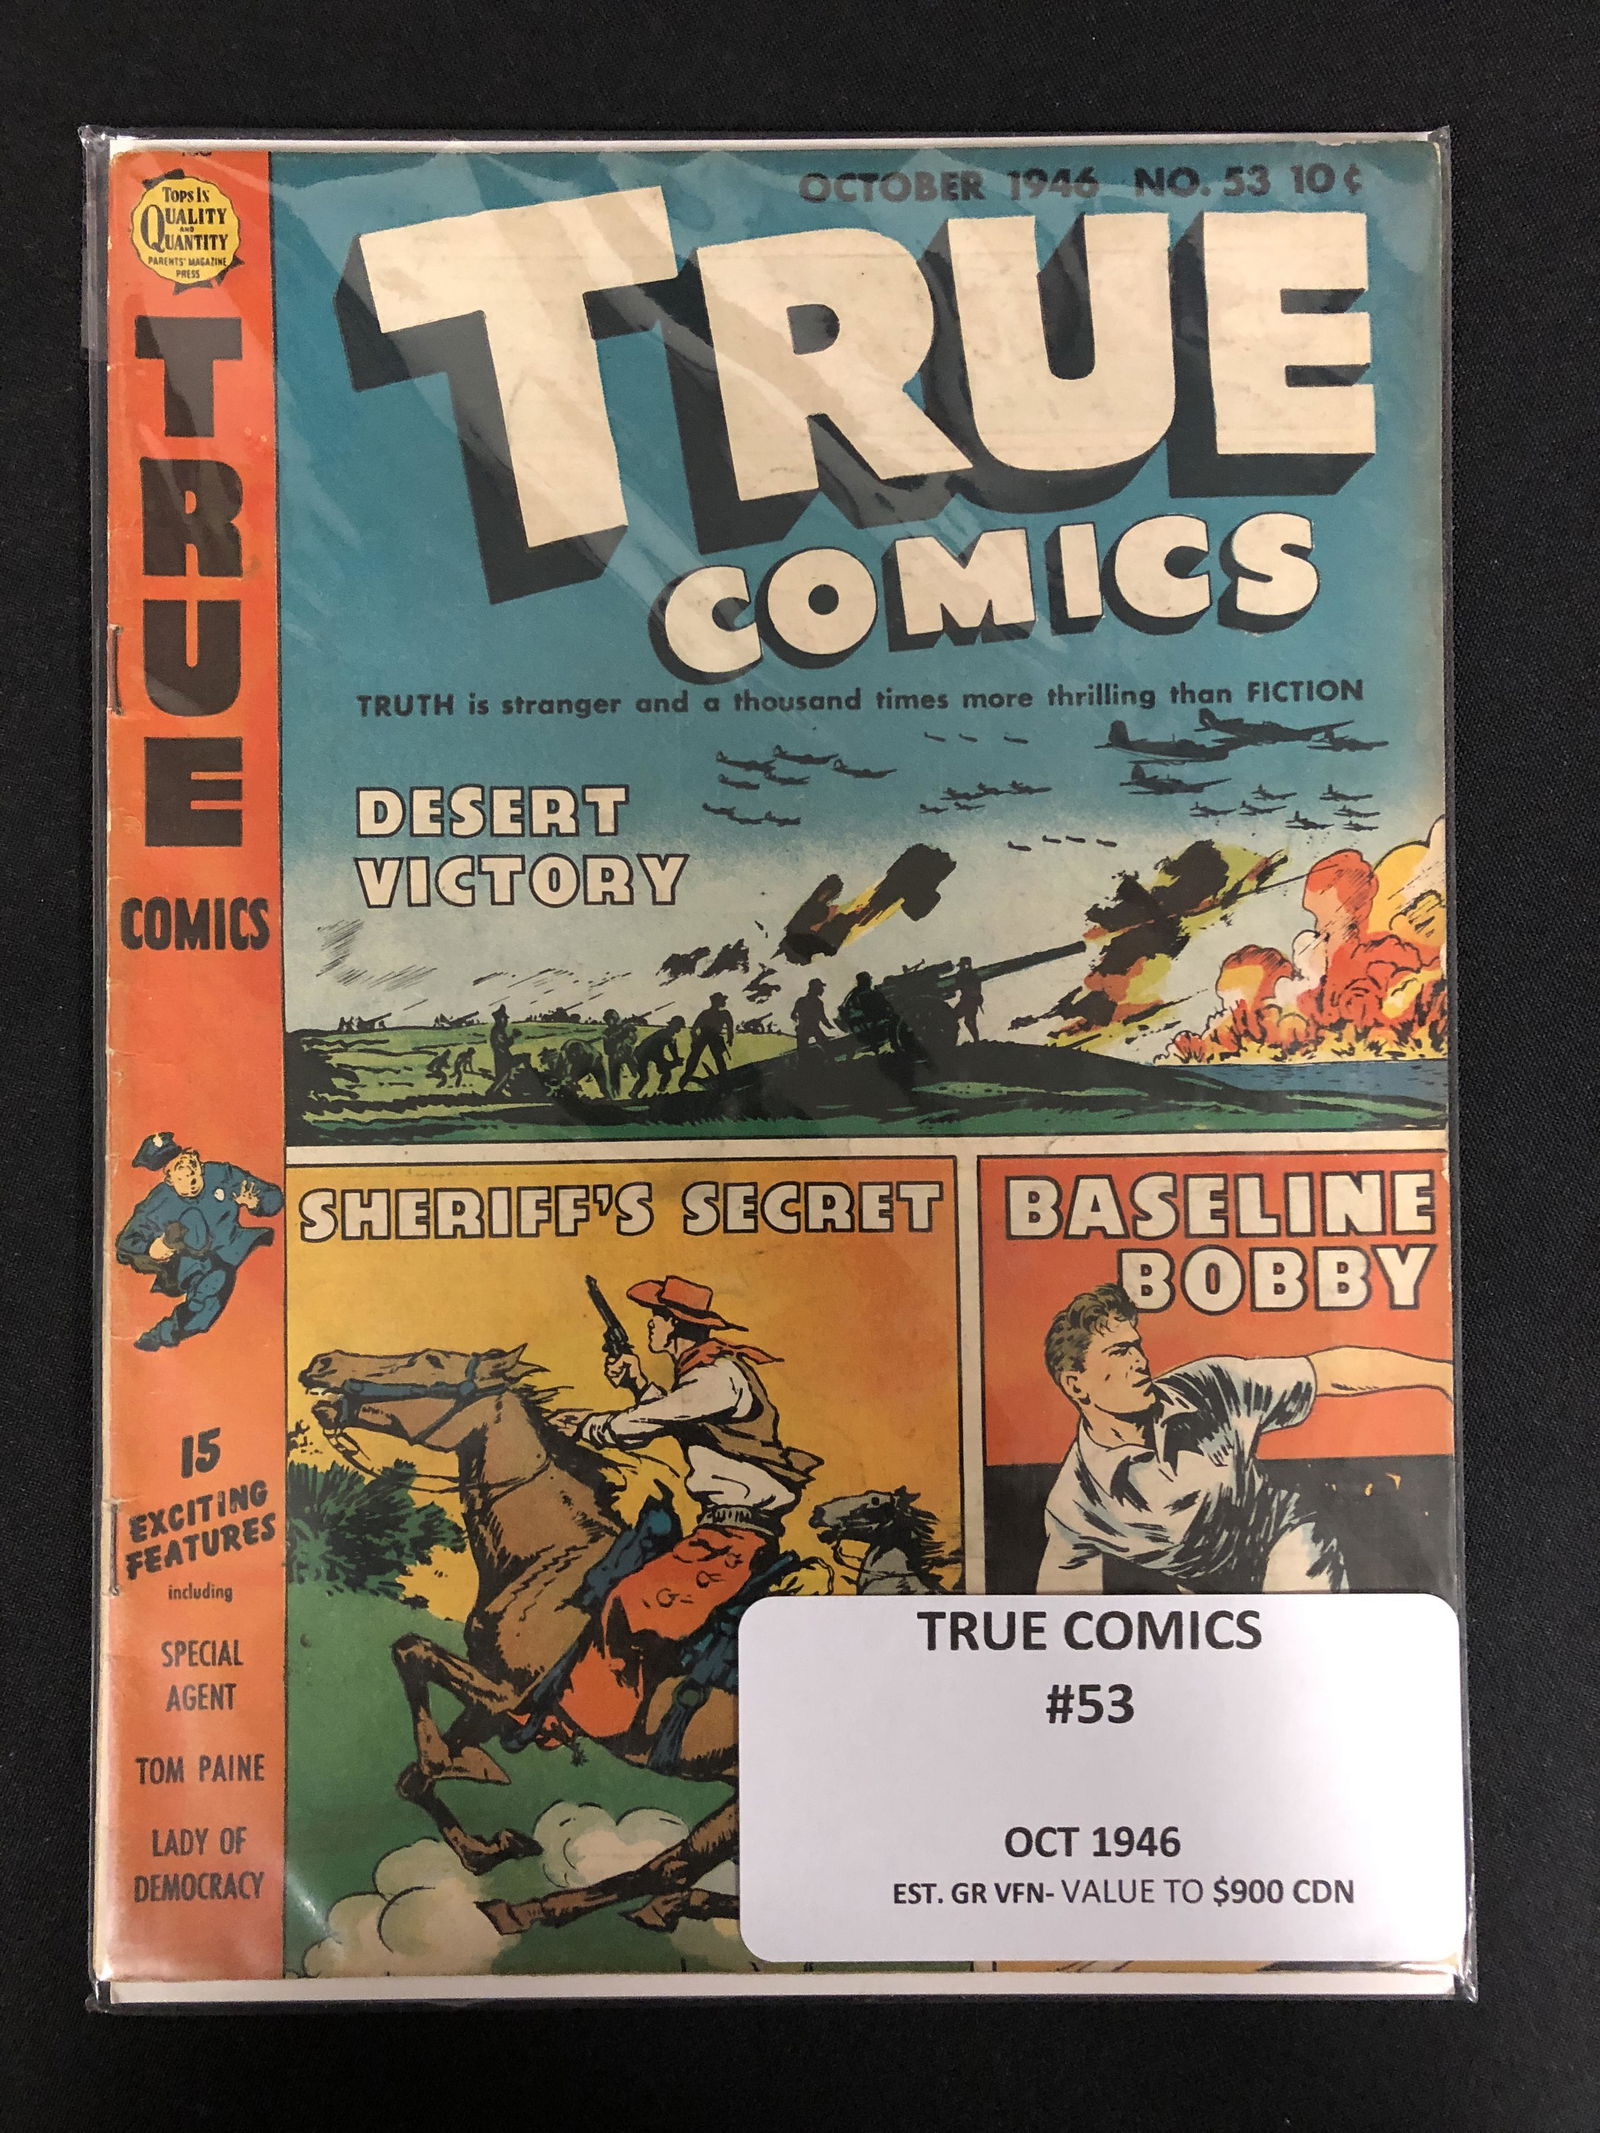 TOPS IN
QUALITY
AND
QUANTITY
PARENTS' MAGAZINE
PRESS
TRUE
COMICS
15
EXCITING
FEATURES
including
SPECIAL
AGENT
TOM PAINE
LADY OF
DEMOCRACY
OCTOBER 1946 NO. 53 10¢
TRUE
COMICS
TRUTH is stranger and a thousand times more thrilling than FICTION
DESERT
VICTORY
SHERIFF'S SECRET
BASELINE
BOBBY
TRUE COMICS
#53
OCT 1946
EST. GR VFN- VALUE TO $900 CDN